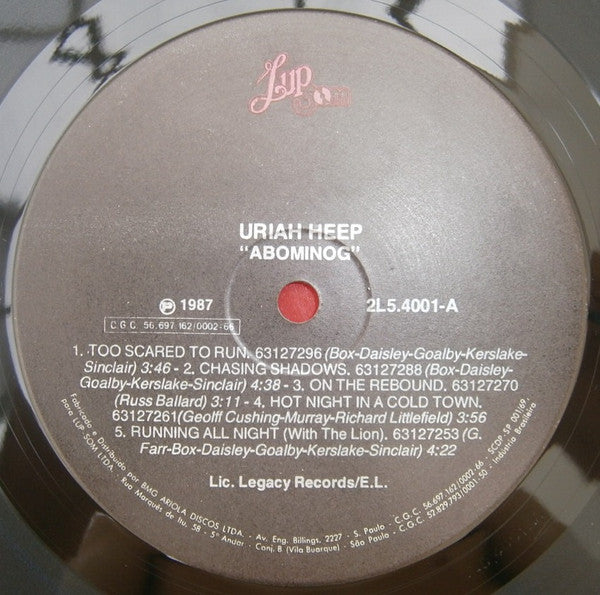 Lup
Som
URIAH HEEP
"ABOMINOG"
℗ 1987
2L5.4001-A
C.G.C. 56.697.162/0002-66
1. TOO SCARED TO RUN. 63127296 (Box-Daisley-Goalby-Kerslake-
Sinclair) 3:46 - 2. CHASING SHADOWS. 63127288 (Box-Daisley-
Goalby-Kerslake-Sinclair) 4:38 - 3. ON THE REBOUND. 63127270
(Russ Ballard) 3:11 - 4. HOT NIGHT IN A COLD TOWN.
63127261(Geolff Cushing-Murray-Richard Littlefield) 3:56
5. RUNNING ALL NIGHT (With The Lion). 63127253 (G.
Farr-Box-Daisley-Goalby-Kerslake-Sinclair) 4:22
Lic. Legacy Records/E.L.
Fabricado e Distribuído por BMG ARIOLA DISCOS LTDA. - Av. Eng. Billings, 2227 - S. Paulo - C.G.C. 56.697.162/0002-66 - SCDP-SP 001/69
para LUP SOM LTDA. Rua Marquês de Itu, 58 - 5º Andar - Conj. B (Vila Buarque) - São Paulo - C.G.C. 52.829.793/0001.50 - Indústria Brasileira